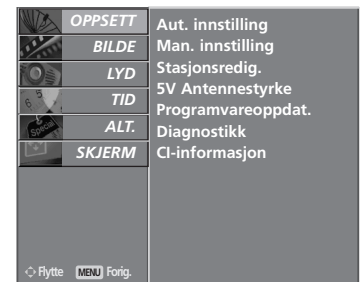 OPPSETT
BILDE
LYD
TID
ALT.
SKJERM
Aut. innstilling
Man. innstilling
Stasjonsredig.
5V Antennestyrke
Programvareoppdat.
Diagnostikk
CI-informasjon
Flytte MENU Forig.
Special